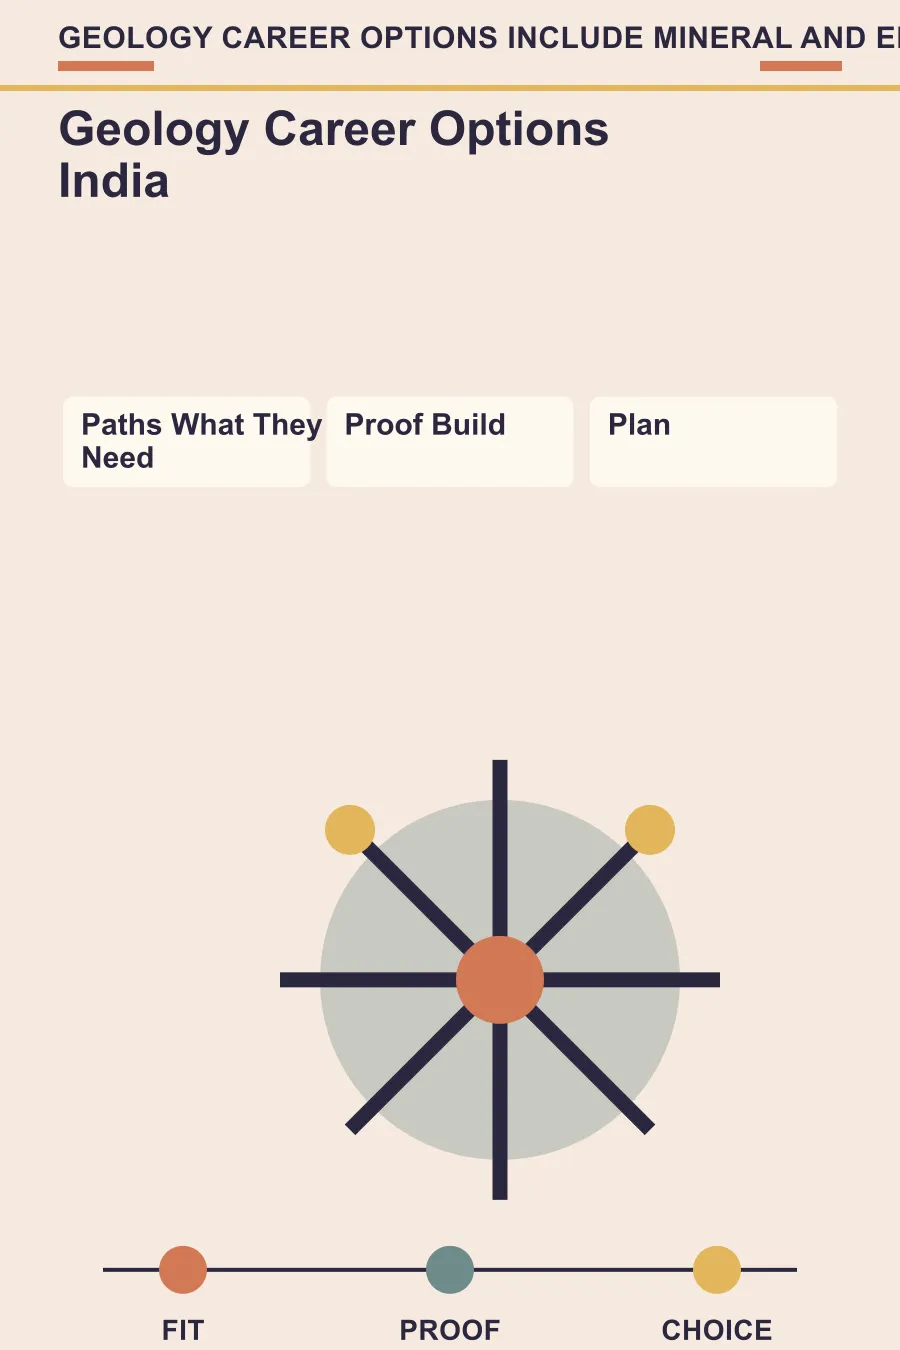 GEOLOGY CAREER OPTIONS INCLUDE MINERAL AND
Geology Career Options
India
Paths What They
Need
Proof Build
Plan
FIT
PROOF
CHOICE